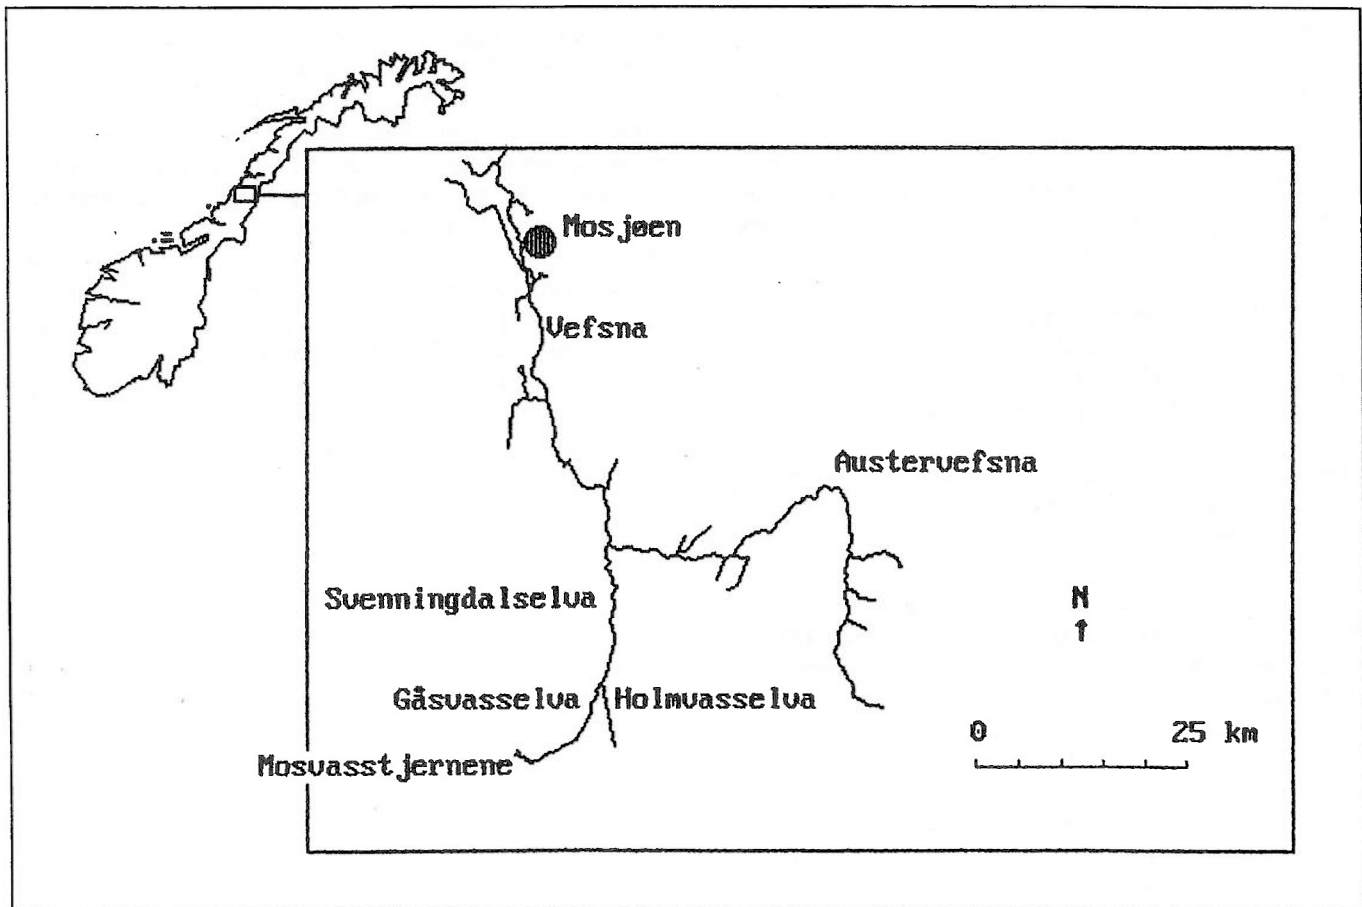 Mosjøen
Vefsna
Austervefsna
Svenningdalselva
N
Gåsvasselva
Holmvasselva
0
25 km
Mosvasstjernene